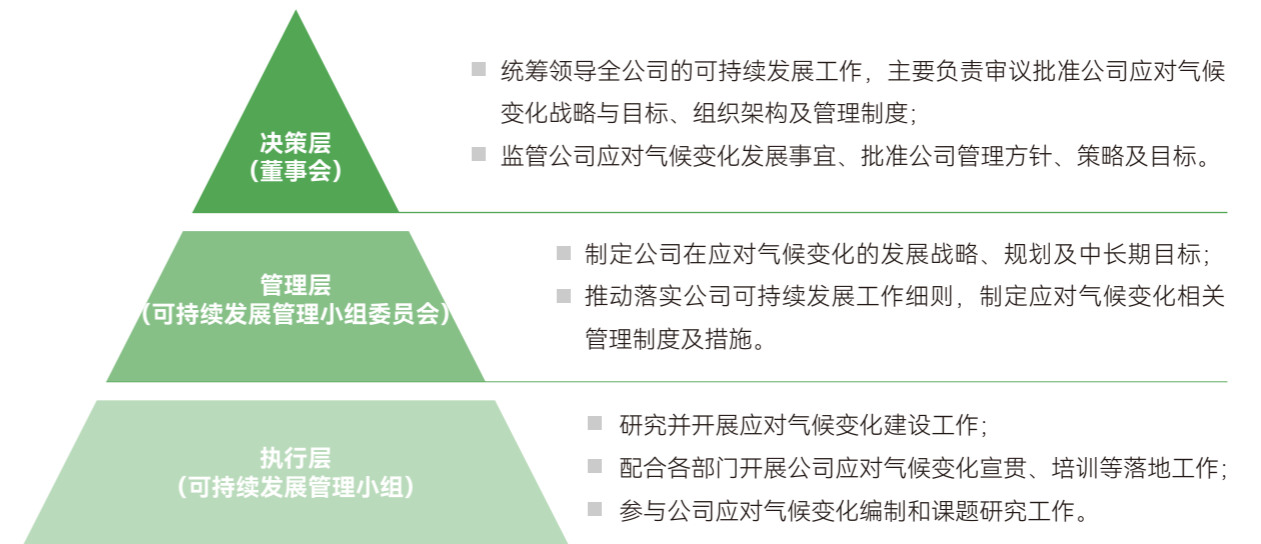 决策层
（董事会）
统筹领导全公司的可持续发展工作，主要负责审议批准公司应对气候
变化战略与目标、组织架构及管理制度；
监管公司应对气候变化发展事宜、批准公司管理方针、策略及目标。
管理层
（可持续发展管理小组委员会）
制定公司在应对气候变化的发展战略、规划及中长期目标；
推动落实公司可持续发展工作细则，制定应对气候变化相关
管理制度及措施。
执行层
（可持续发展管理小组）
研究并开展应对气候变化建设工作；
配合各部门开展公司应对气候变化宣贯、培训等落地工作；
参与公司应对气候变化编制和课题研究工作。